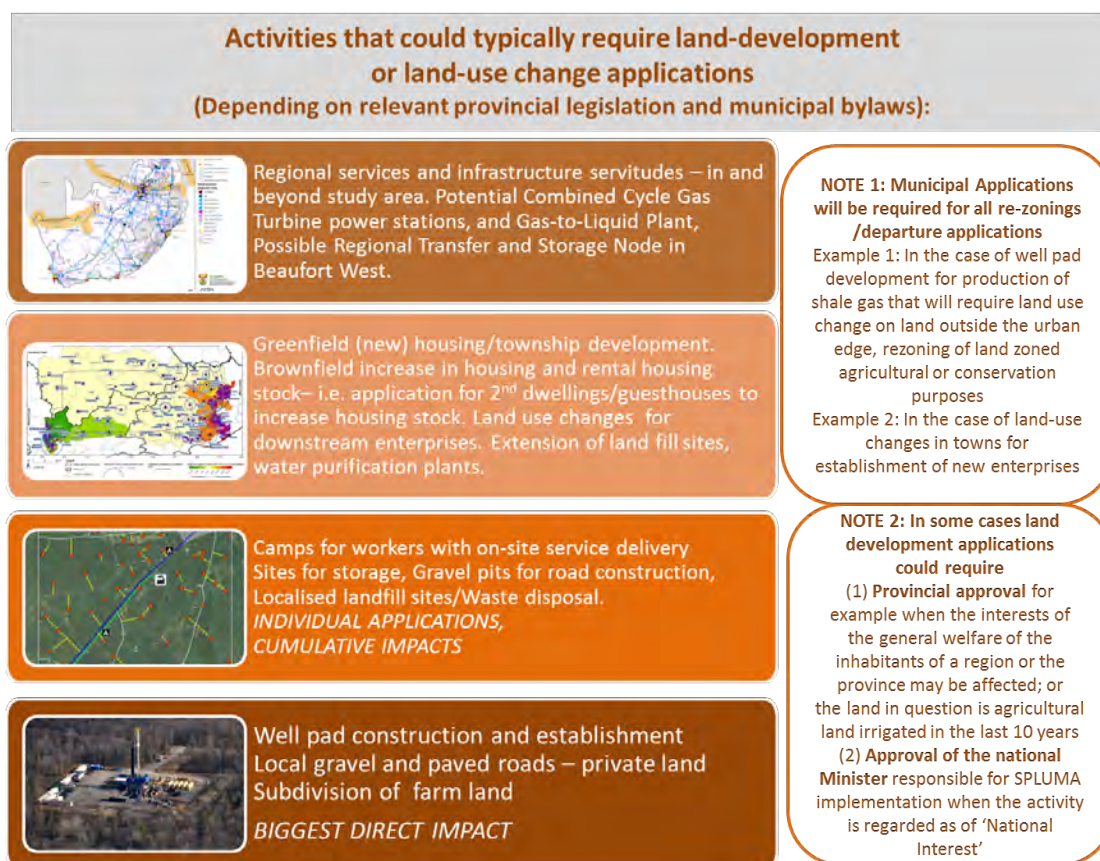 Activities that could typically require land-development
or land-use change applications
(Depending on relevant provincial legislation and municipal bylaws):
Regional services and infrastructure servitudes – in and
beyond study area. Potential Combined Cycle Gas
Turbine power stations, and Gas-to-Liquid Plant,
Possible Regional Transfer and Storage Node in
Beaufort West.
Greenfield (new) housing/township development.
Brownfield increase in housing and rental housing
stock– i.e. application for 2nd dwellings/guesthouses to
increase housing stock. Land use changes for
downstream enterprises. Extension of land fill sites,
water purification plants.
Camps for workers with on-site service delivery
Sites for storage, Gravel pits for road construction,
Localised landfill sites/Waste disposal.
INDIVIDUAL APPLICATIONS,
CUMULATIVE IMPACTS
Well pad construction and establishment
Local gravel and paved roads – private land
Subdivision of farm land
BIGGEST DIRECT IMPACT
NOTE 1: Municipal Applications
will be required for all re-zonings
/departure applications
Example 1: In the case of well pad
development for production of
shale gas that will require land use
change on land outside the urban
edge, rezoning of land zoned
agricultural or conservation
purposes
Example 2: In the case of land-use
changes in towns for
establishment of new enterprises
NOTE 2: In some cases land
development applications
could require
(1) Provincial approval for
example when the interests of
the general welfare of the
inhabitants of a region or the
province may be affected; or
the land in question is agricultural
land irrigated in the last 10 years
(2) Approval of the national
Minister responsible for SPLUMA
implementation when the activity
is regarded as of ‘National
Interest’